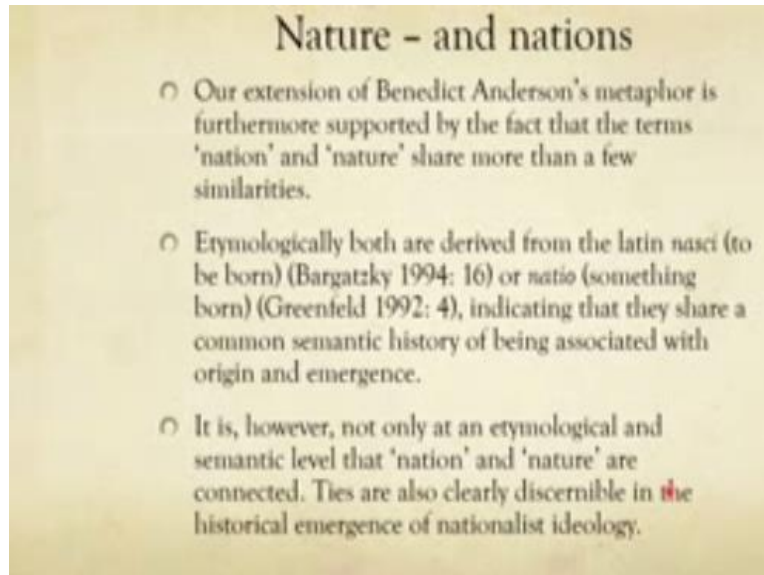 Nature – and nations
Our extension of Benedict Anderson's metaphor is
furthermore supported by the fact that the terms
'nation' and 'nature' share more than a few
similarities.
Etymologically both are derived from the latin nasci (to
be born) (Bargatzky 1994: 16) or natio (something
born) (Greenfeld 1992: 4), indicating that they share a
common semantic history of being associated with
origin and emergence.
It is, however, not only at an etymological and
semantic level that 'nation' and 'nature' are
connected. Ties are also clearly discernible in the
historical emergence of nationalist ideology.